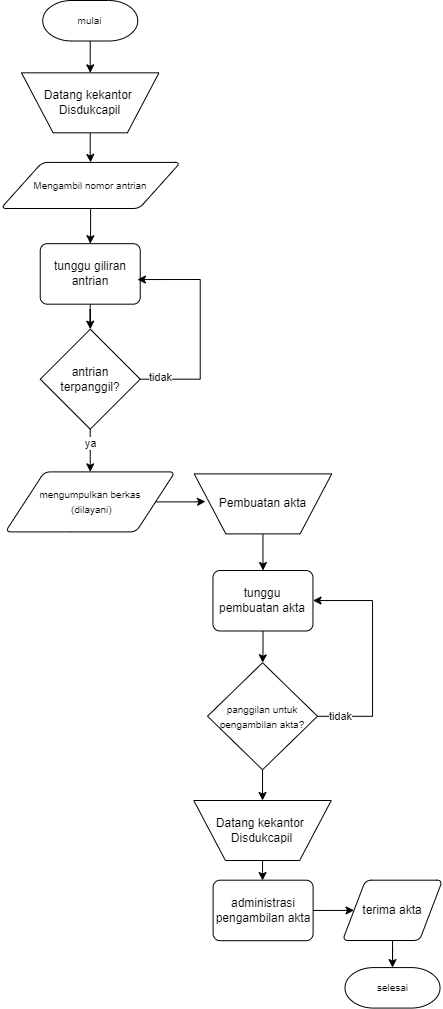 mulai
Datang kekantor
Disdukcapil
Mengambil nomor antrian
tunggu giliran
antrian
antrian
terpanggil?
tidak
ya
mengumpulkan berkas
(dilayani)
Pembuatan akta
tunggu
pembuatan akta
panggilan untuk
pengambilan akta?
tidak
Datang kekantor
Disdukcapil
administrasi
pengambilan akta
terima akta
selesai